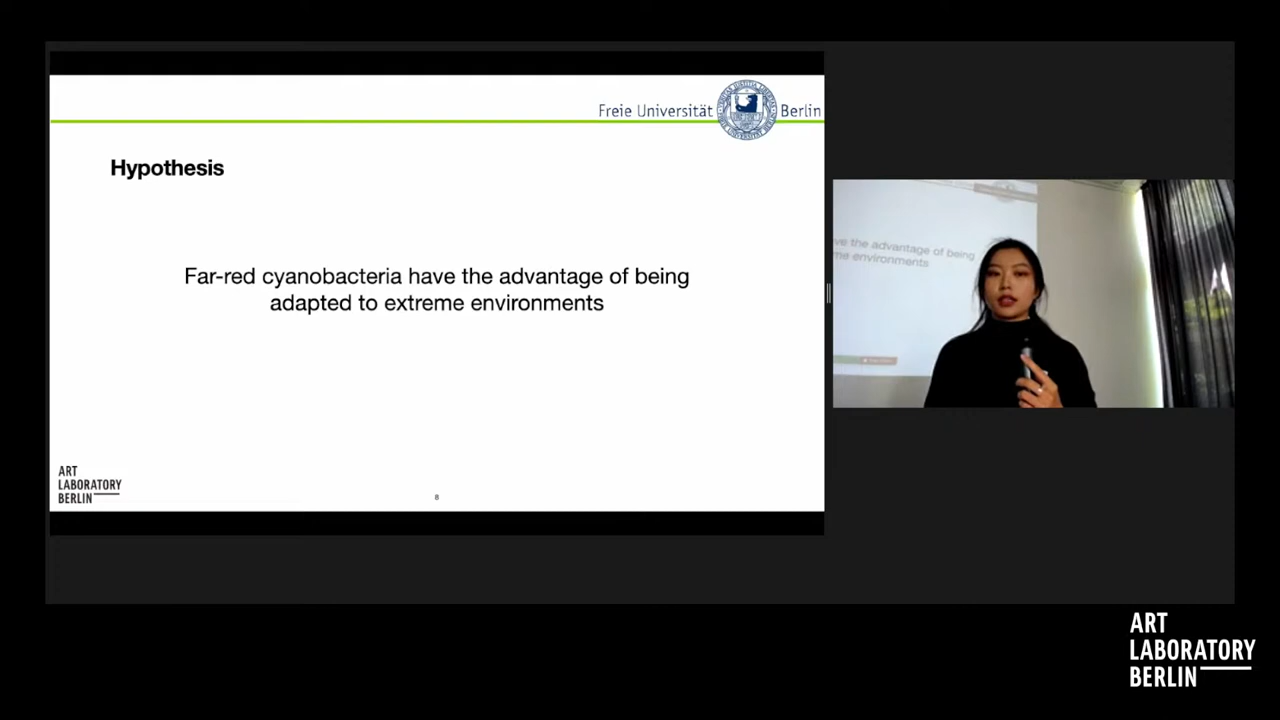 Freie Universität Berlin
Hypothesis
Far-red cyanobacteria have the advantage of being
adapted to extreme environments
ART
LABORATORY
BERLIN
8
have the advantage of being
me environments
ART
LABORATORY
BERLIN